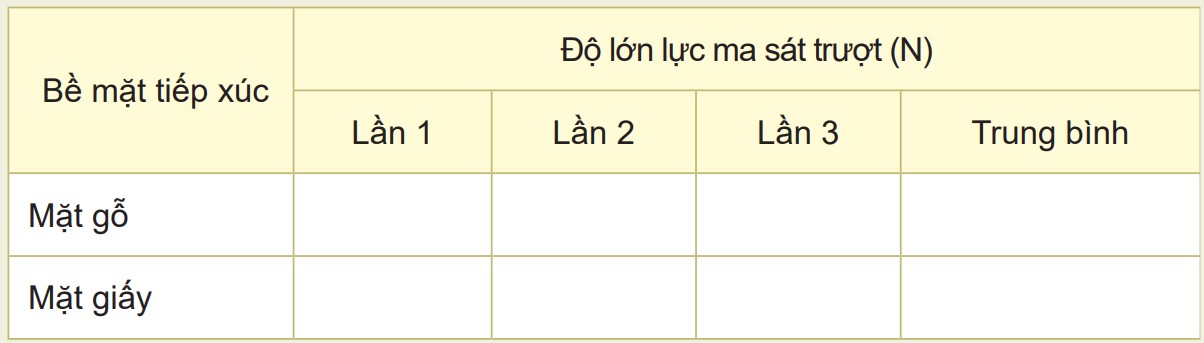 Bề mặt tiếp xúc
Độ lớn lực ma sát trượt (N)
Lần 1
Lần 2
Lần 3
Trung bình
Mặt gỗ
Mặt giấy